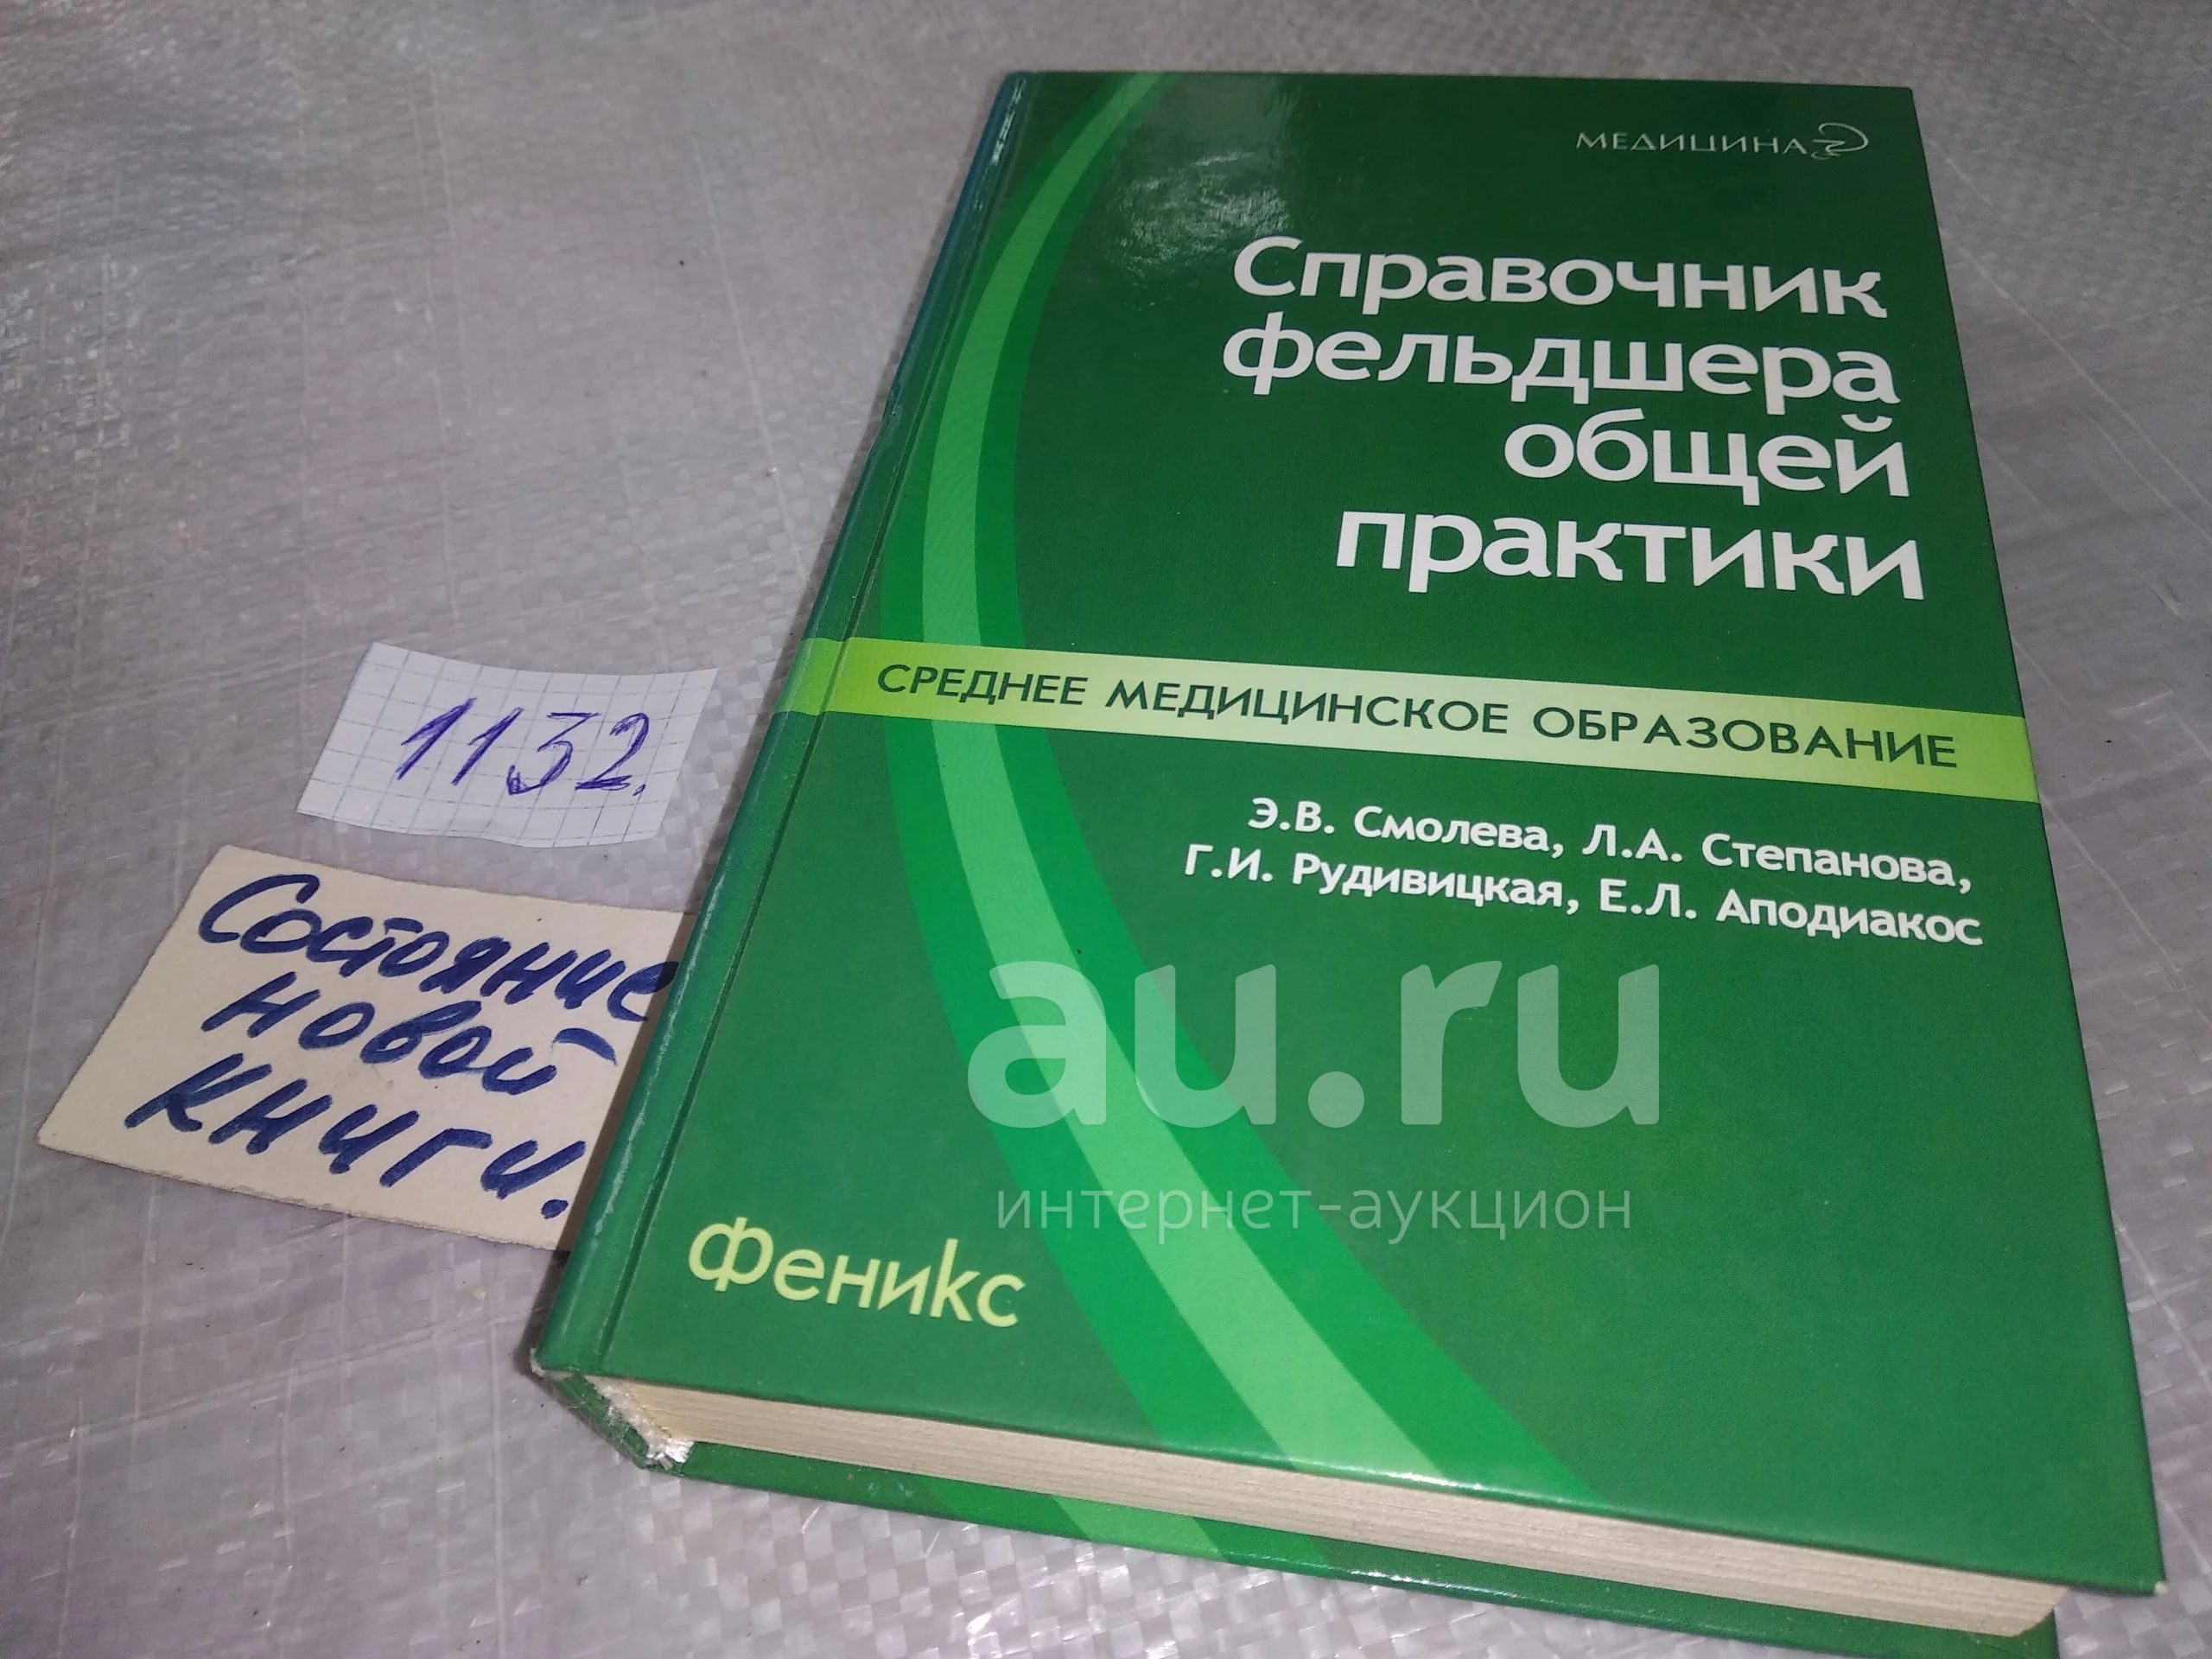 МЕДИЦИНА
Справочник
фельдшера
общей
практики
СРЕДНЕЕ МЕДИЦИНСКОЕ ОБРАЗОВАНИЕ
Э.В. Смолева, Л.А. Степанова,
Г.И. Рудивицкая, Е.Л. Аподиакос
феникс
1132.
Состояние
новой
книги.
au.ru
интернет-аукцион